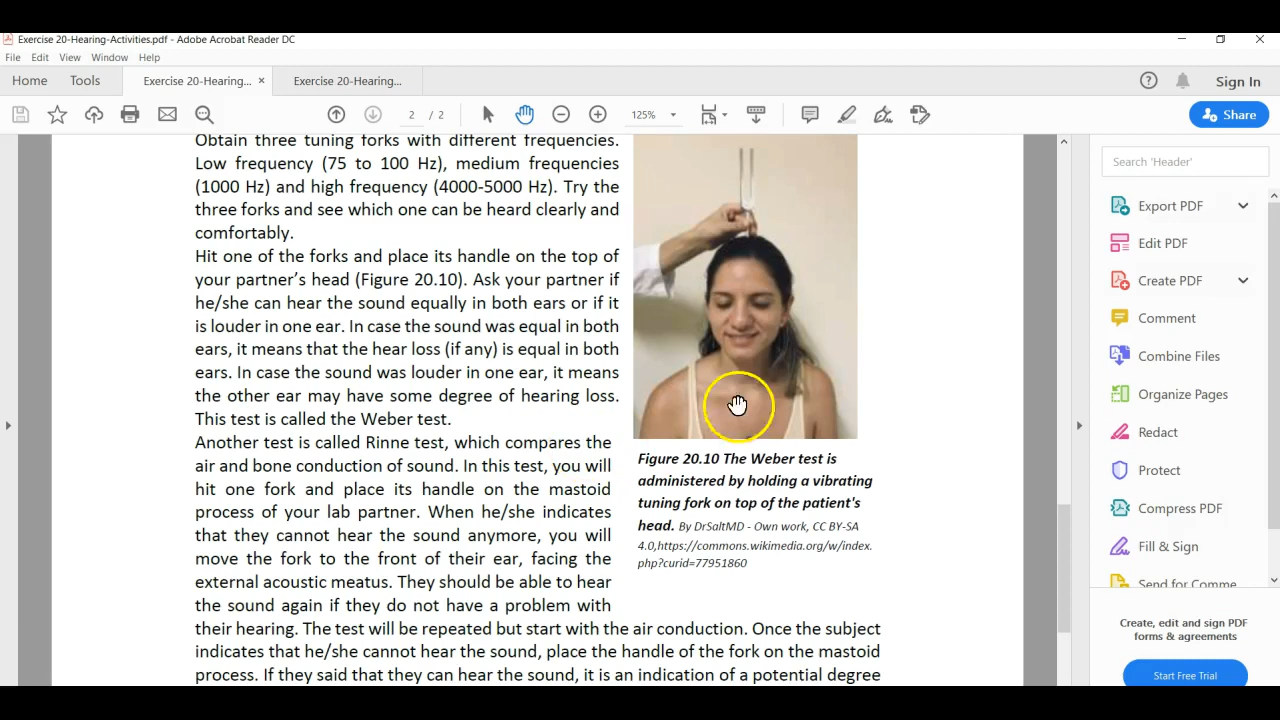 Exercise 20-Hearing-Activities.pdf - Adobe Acrobat Reader DC
File Edit View Window Help
Home Tools Exercise 20-Hearing... × Exercise 20-Hearing... Sign In
2 / 2 125% Share
Obtain three tuning forks with different frequencies.
Low frequency (75 to 100 Hz), medium frequencies
(1000 Hz) and high frequency (4000-5000 Hz). Try the
three forks and see which one can be heard clearly and
comfortably.
Hit one of the forks and place its handle on the top of
your partner's head (Figure 20.10). Ask your partner if
he/she can hear the sound equally in both ears or if it
is louder in one ear. In case the sound was equal in both
ears, it means that the hear loss (if any) is equal in both
ears. In case the sound was louder in one ear, it means
the other ear may have some degree of hearing loss.
This test is called the Weber test.
Another test is called Rinne test, which compares the
air and bone conduction of sound. In this test, you will
hit one fork and place its handle on the mastoid
process of your lab partner. When he/she indicates
that they cannot hear the sound anymore, you will
move the fork to the front of their ear, facing the
external acoustic meatus. They should be able to hear
the sound again if they do not have a problem with
their hearing. The test will be repeated but start with the air conduction. Once the subject
indicates that he/she cannot hear the sound, place the handle of the fork on the mastoid
process. If they said that they can hear the sound, it is an indication of a potential degree
Figure 20.10 The Weber test is
administered by holding a vibrating
tuning fork on top of the patient's
head. By DrSaltMD - Own work, CC BY-SA
4.0,https://commons.wikimedia.org/w/index.
php?curid=77951860
Search 'Header'
Export PDF
Edit PDF
Create PDF
Comment
Combine Files
Organize Pages
Redact
Protect
Compress PDF
Fill & Sign
Send for Comme
Create, edit and sign PDF
forms & agreements
Start Free Trial